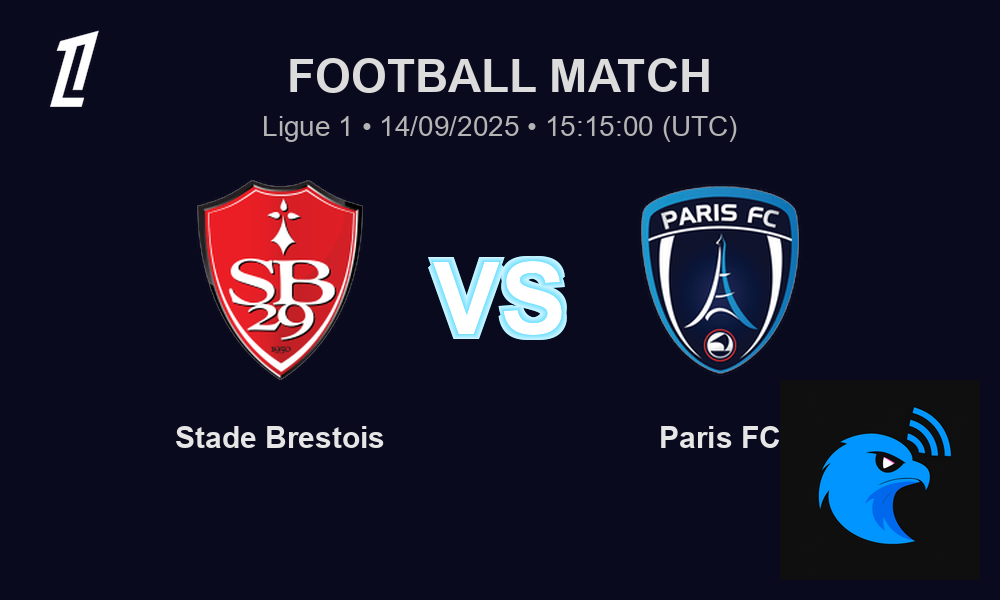 FOOTBALL MATCH
Ligue 1 • 14/09/2025 • 15:15:00 (UTC)
SB
29
1950
PARIS FC
VS
Stade Brestois
Paris FC